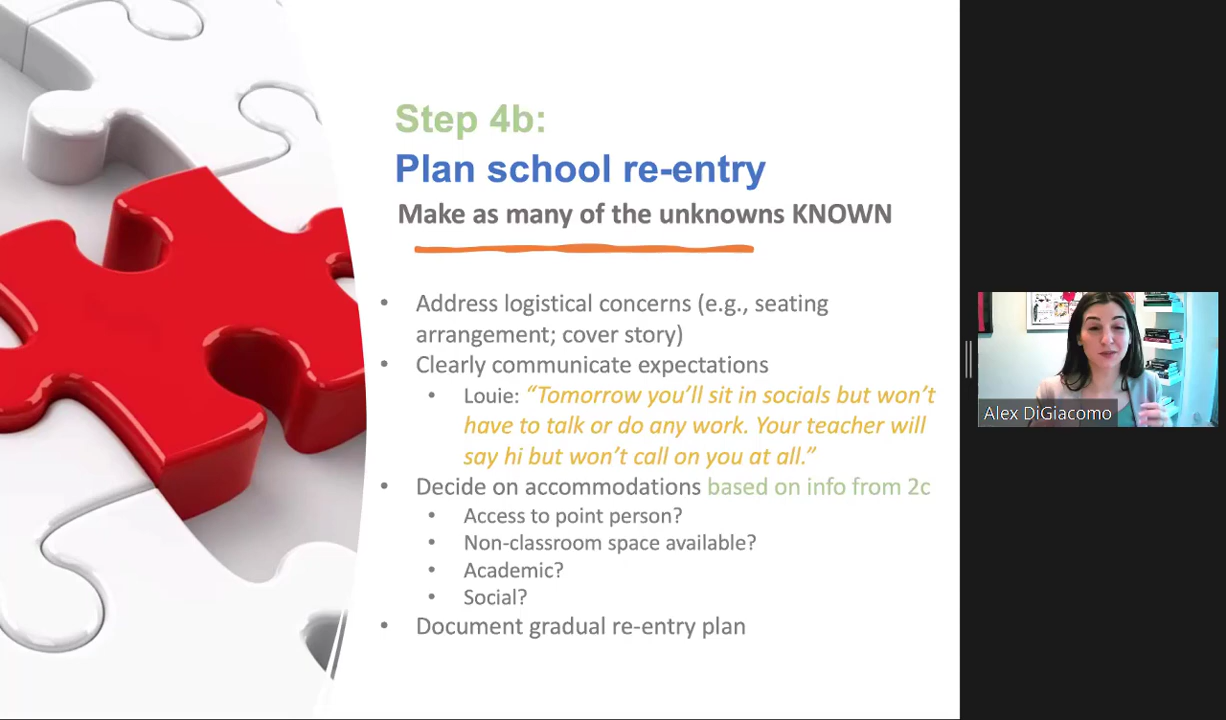 Step 4b:
Plan school re-entry
Make as many of the unknowns KNOWN
• Address logistical concerns (e.g., seating
arrangement; cover story)
• Clearly communicate expectations
• Louie: “Tomorrow you’ll sit in socials but won’t
have to talk or do any work. Your teacher will
say hi but won’t call on you at all.”
• Decide on accommodations based on info from 2c
• Access to point person?
• Non-classroom space available?
• Academic?
• Social?
• Document gradual re-entry plan
Alex DiGiacomo